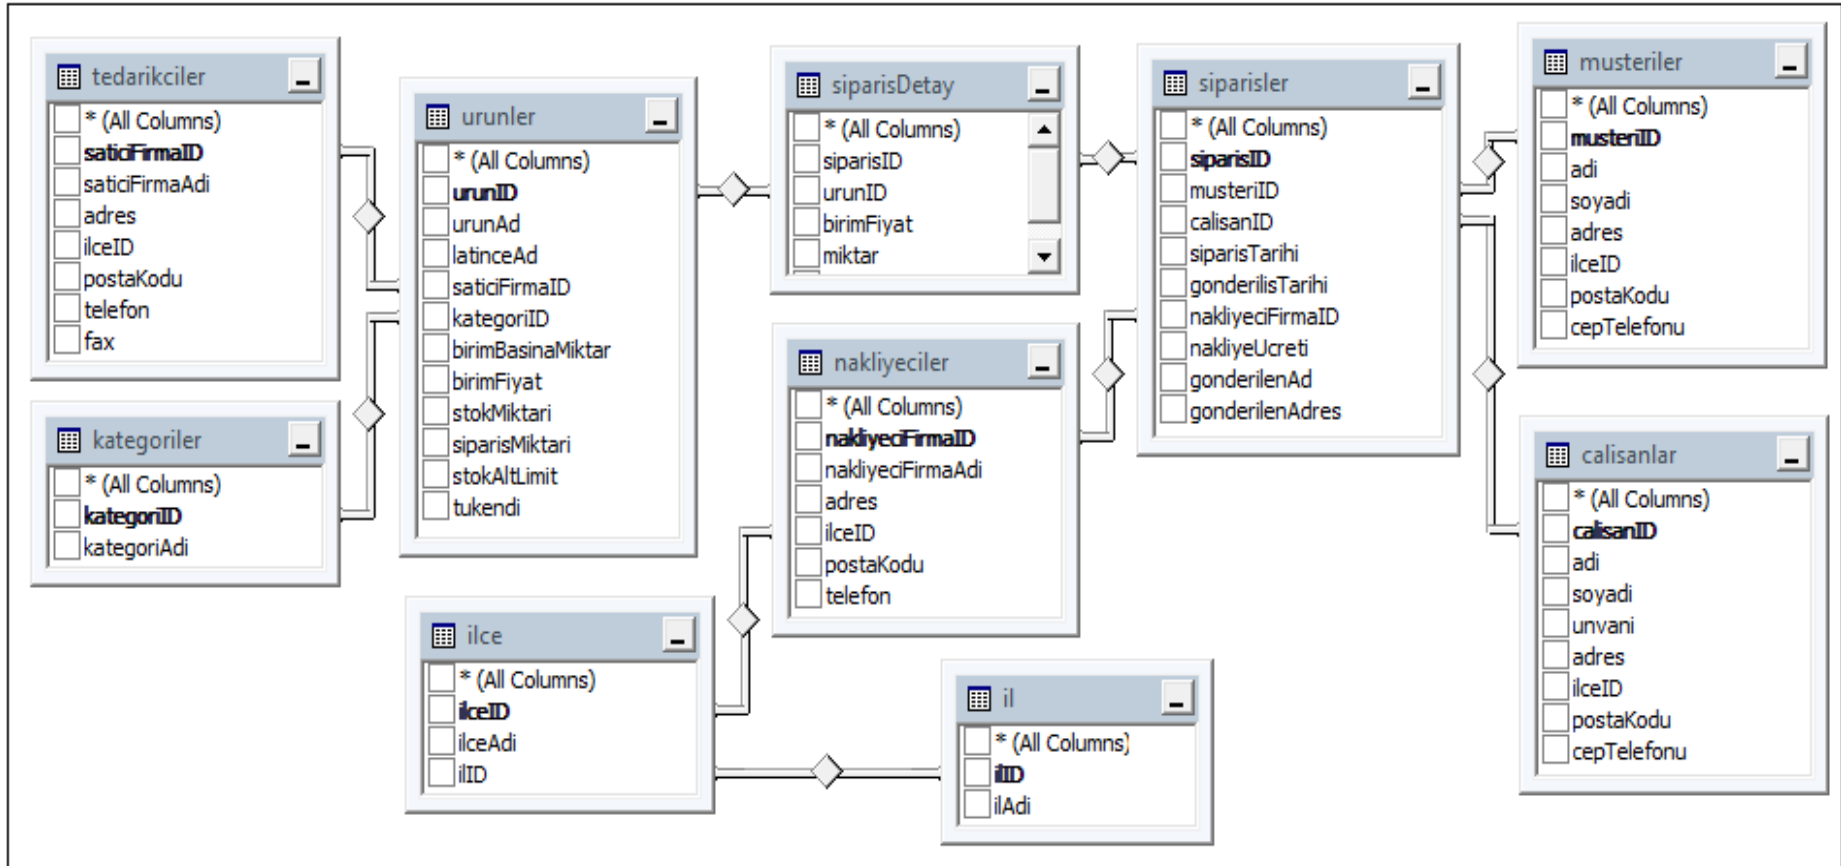 tedarikciler
* (All Columns)
saticiFirmaID
saticiFirmaAdi
adres
ilceID
postaKodu
telefon
fax
kategoriler
* (All Columns)
kategoriID
kategoriAdi
urunler
* (All Columns)
urunID
urunAd
latinceAd
saticiFirmaID
kategoriID
birimBasinaMiktar
birimFiyat
stokMiktari
siparisMiktari
stokAltLimit
tukendi
siparisDetay
* (All Columns)
siparisID
urunID
birimFiyat
miktar
nakliyeciler
* (All Columns)
nakliyeciFirmaID
nakliyeciFirmaAdi
adres
ilceID
postaKodu
telefon
ilce
* (All Columns)
ilceID
ilceAdi
ilID
il
* (All Columns)
ilID
ilAdi
siparisler
* (All Columns)
siparisID
musteriID
calisanID
siparisTarihi
gonderilisTarihi
nakliyeciFirmaID
nakliyeUcreti
gonderilenAd
gonderilenAdres
musteriler
* (All Columns)
musteriID
adi
soyadi
adres
ilceID
postaKodu
cepTelefonu
calisanlar
* (All Columns)
calisanID
adi
soyadi
unvani
adres
ilceID
postaKodu
cepTelefonu